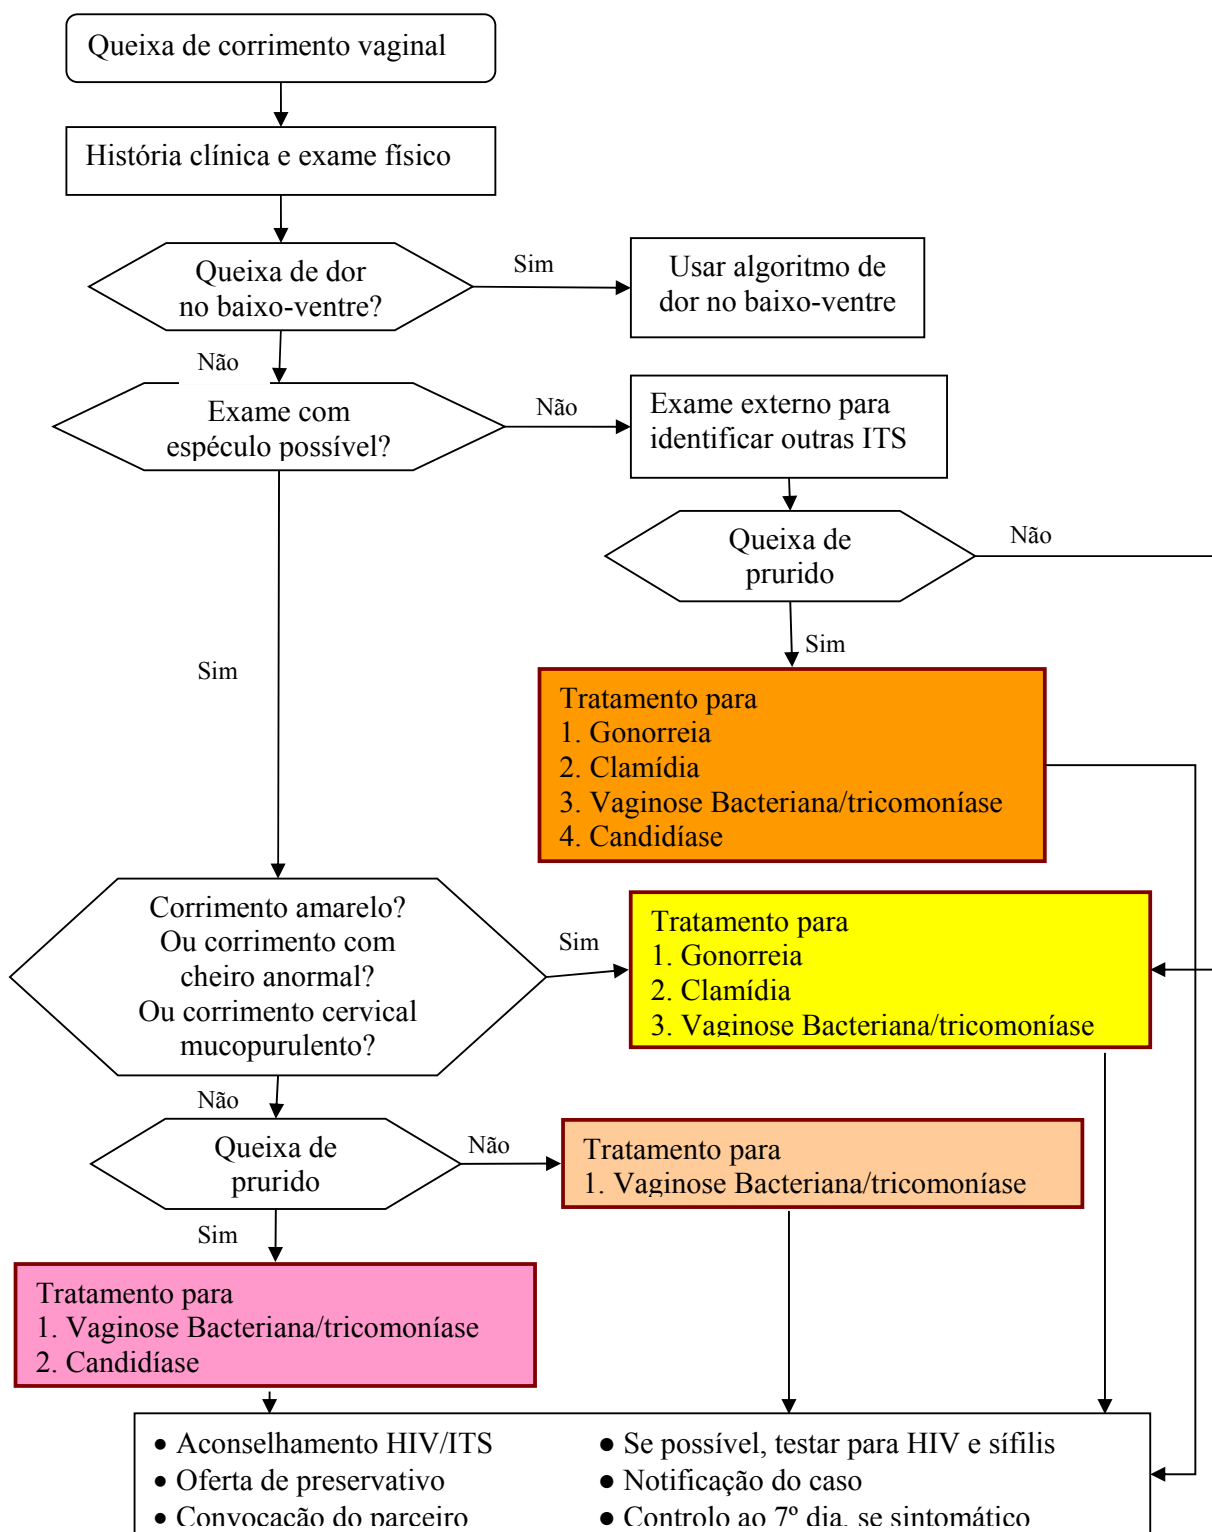 Queixa de corrimento vaginal
História clínica e exame físico
Queixa de dor
no baixo-ventre?
Sim
Usar algoritmo de
dor no baixo-ventre
Não
Exame com
espéculo possível?
Não
Exame externo para
identificar outras ITS
Queixa de
prurido
Não
Sim
Sim
Tratamento para
1. Gonorreia
2. Clamídia
3. Vaginose Bacteriana/tricomoníase
4. Candidíase
Corrimento amarelo?
Ou corrimento com
cheiro anormal?
Ou corrimento cervical
mucopurulento?
Sim
Tratamento para
1. Gonorreia
2. Clamídia
3. Vaginose Bacteriana/tricomoníase
Não
Queixa de
prurido
Não
Tratamento para
1. Vaginose Bacteriana/tricomoníase
Sim
Tratamento para
1. Vaginose Bacteriana/tricomoníase
2. Candidíase
• Aconselhamento HIV/ITS
• Oferta de preservativo
• Convocação do parceiro
● Se possível, testar para HIV e sífilis
● Notificação do caso
● Controlo ao 7º dia, se sintomático